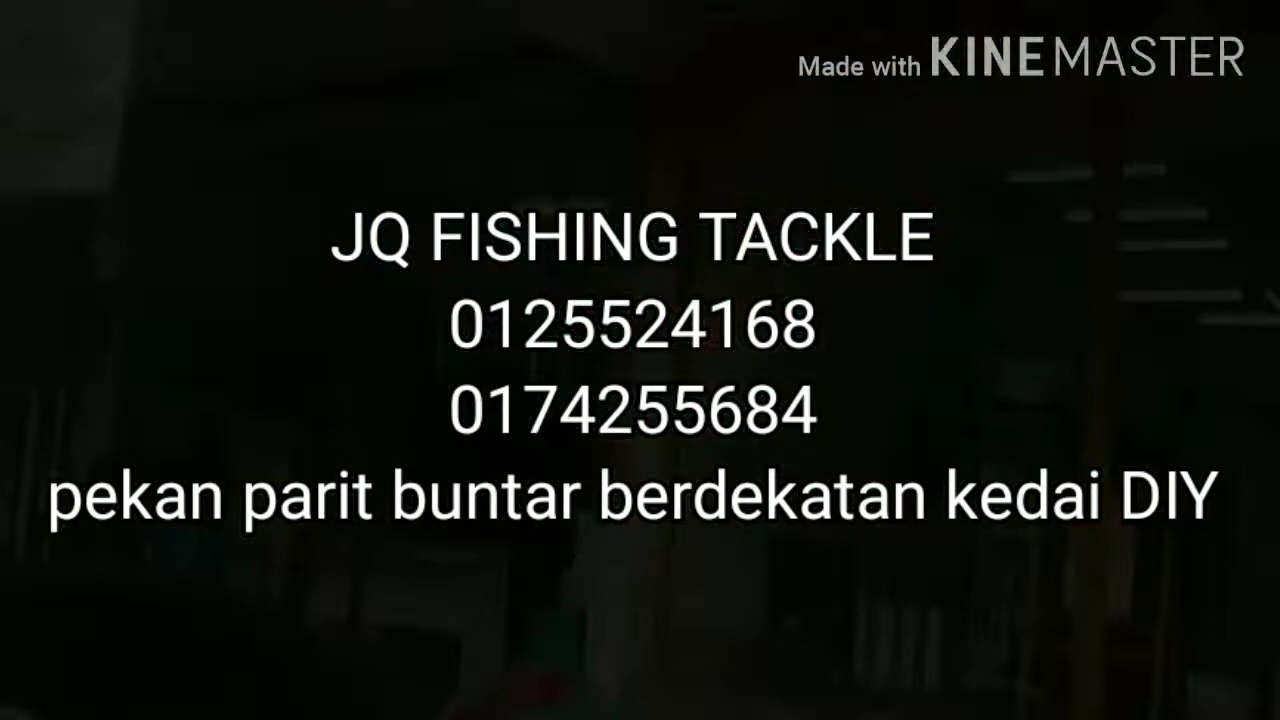 Made with KINEMASTER
JQ FISHING TACKLE
0125524168
0174255684
pekan parit buntar berdekatan kedai DIY